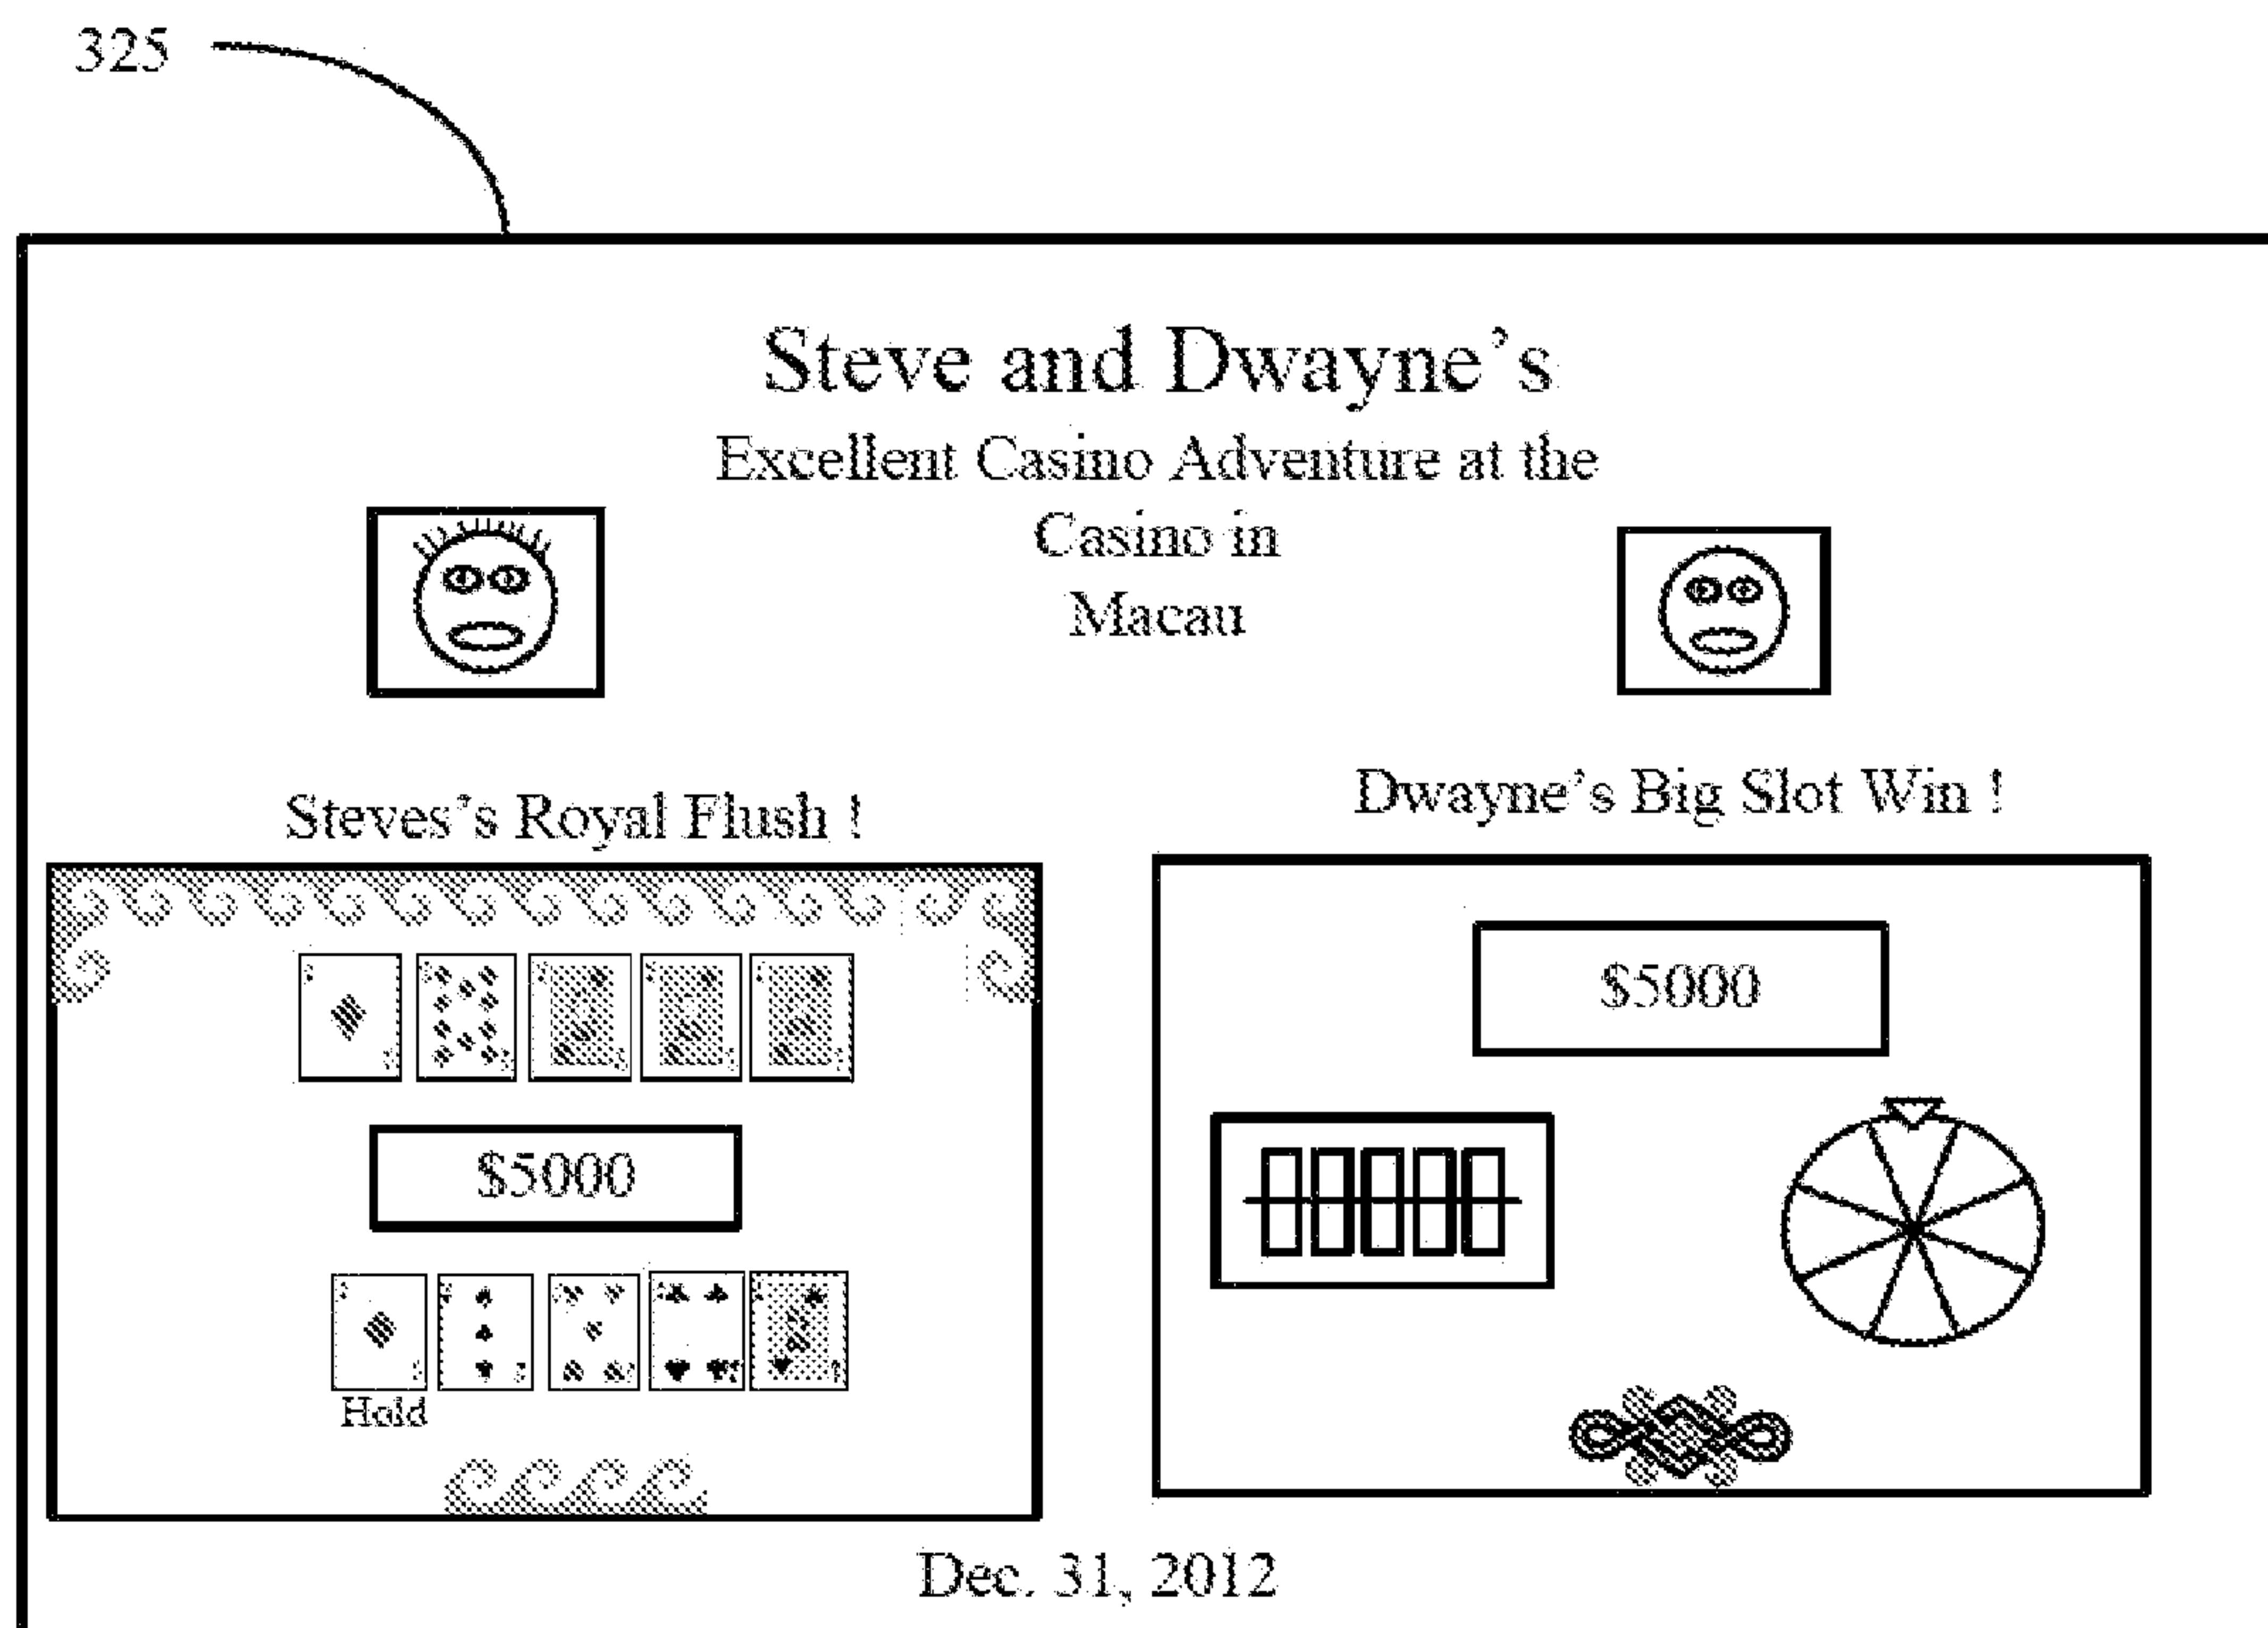 325
Steve and Dwayne’s
Excellent Casino Adventure at the
Casino in
Macau
Steves’s Royal Flush !
Dwayne’s Big Slot Win !
$5000
$5000
Hold
Dec. 31, 2012